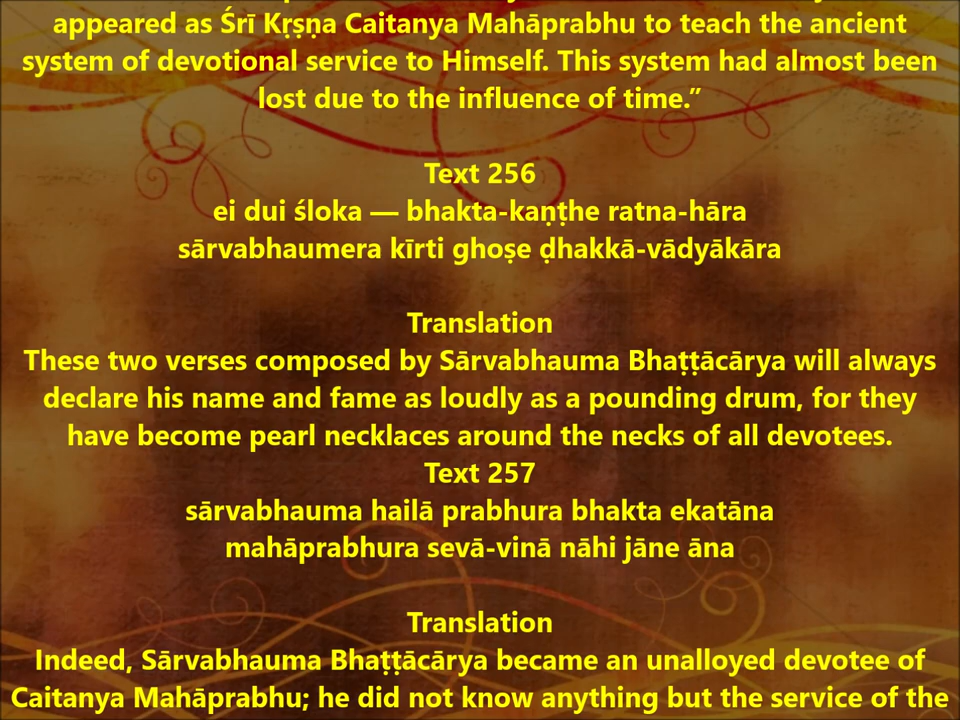 appeared as Śrī Kṛṣṇa Caitanya Mahāprabhu to teach the ancient
system of devotional service to Himself. This system had almost been
lost due to the influence of time.”
Text 256
ei dui śloka — bhakta-kaṇṭhe ratna-hāra
sārvabhaumera kīrti ghoṣe ḍhakkā-vādyākāra
Translation
These two verses composed by Sārvabhauma Bhaṭṭācārya will always
declare his name and fame as loudly as a pounding drum, for they
have become pearl necklaces around the necks of all devotees.
Text 257
sārvabhauma hailā prabhura bhakta ekatāna
mahāprabhura sevā-vinā nāhi jāne āna
Translation
Indeed, Sārvabhauma Bhaṭṭācārya became an unalloyed devotee of
Caitanya Mahāprabhu; he did not know anything but the service of the